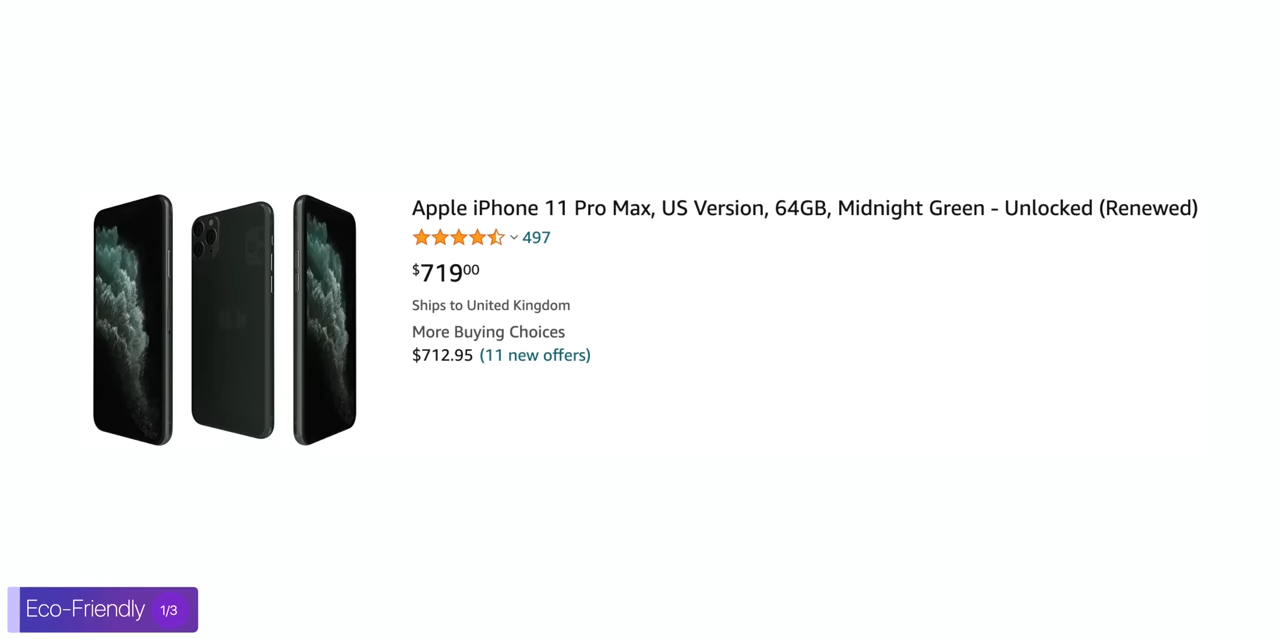 Apple iPhone 11 Pro Max, US Version, 64GB, Midnight Green - Unlocked (Renewed)
497
$71900
Ships to United Kingdom
More Buying Choices
$712.95 (11 new offers)
Eco-Friendly 1/3